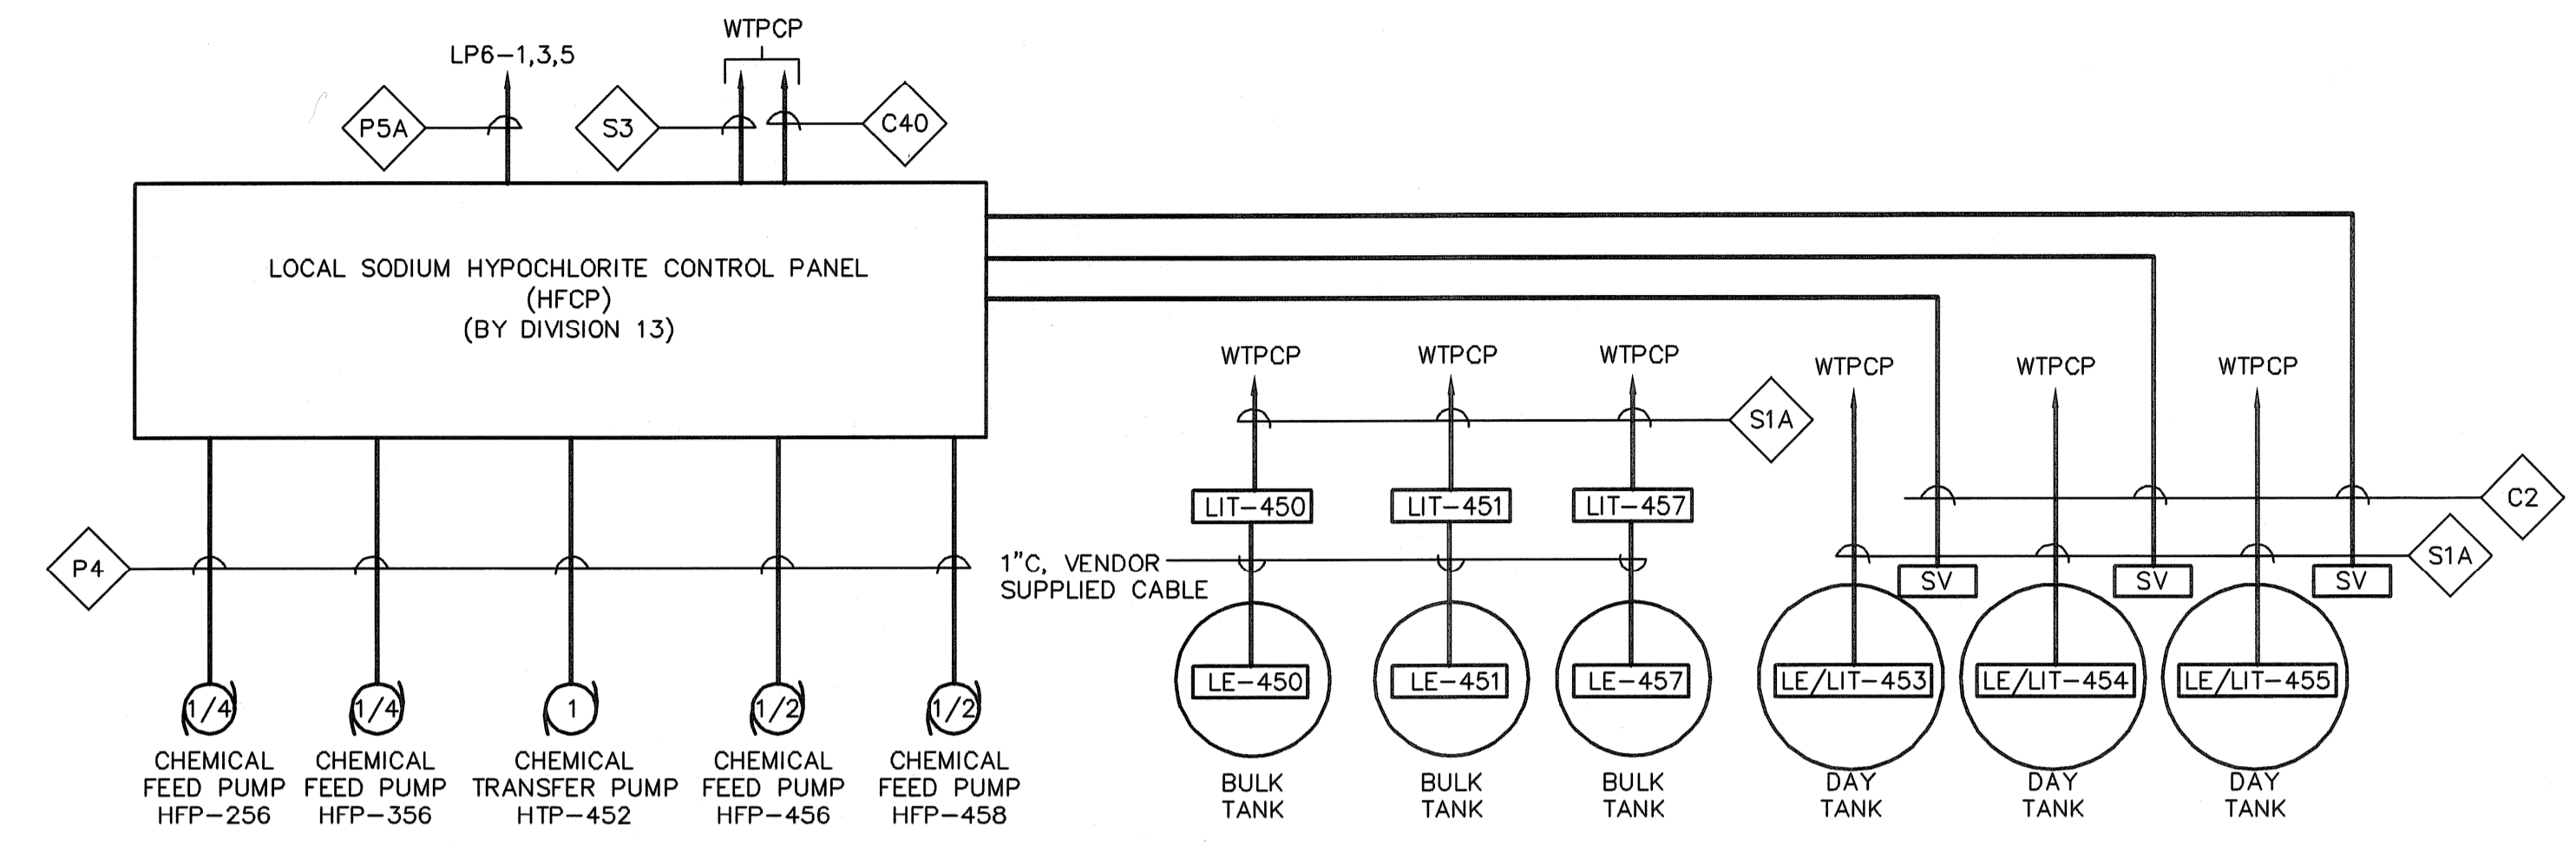 WTPCP
LP6-1,3,5
P5A
S3
C40
LOCAL SODIUM HYPOCHLORITE CONTROL PANEL
(HFCP)
(BY DIVISION 13)
WTPCP
WTPCP
WTPCP
WTPCP
WTPCP
WTPCP
S1A
LIT-450
LIT-451
LIT-457
C2
P4
1"C, VENDOR
SUPPLIED CABLE
S1A
SV
SV
SV
LE-450
LE-451
LE-457
LE/LIT-453
LE/LIT-454
LE/LIT-455
1/4
1/4
1
1/2
1/2
CHEMICAL
FEED PUMP
HFP-256
CHEMICAL
FEED PUMP
HFP-356
CHEMICAL
TRANSFER PUMP
HTP-452
CHEMICAL
FEED PUMP
HFP-456
CHEMICAL
FEED PUMP
HFP-458
BULK
TANK
BULK
TANK
BULK
TANK
DAY
TANK
DAY
TANK
DAY
TANK